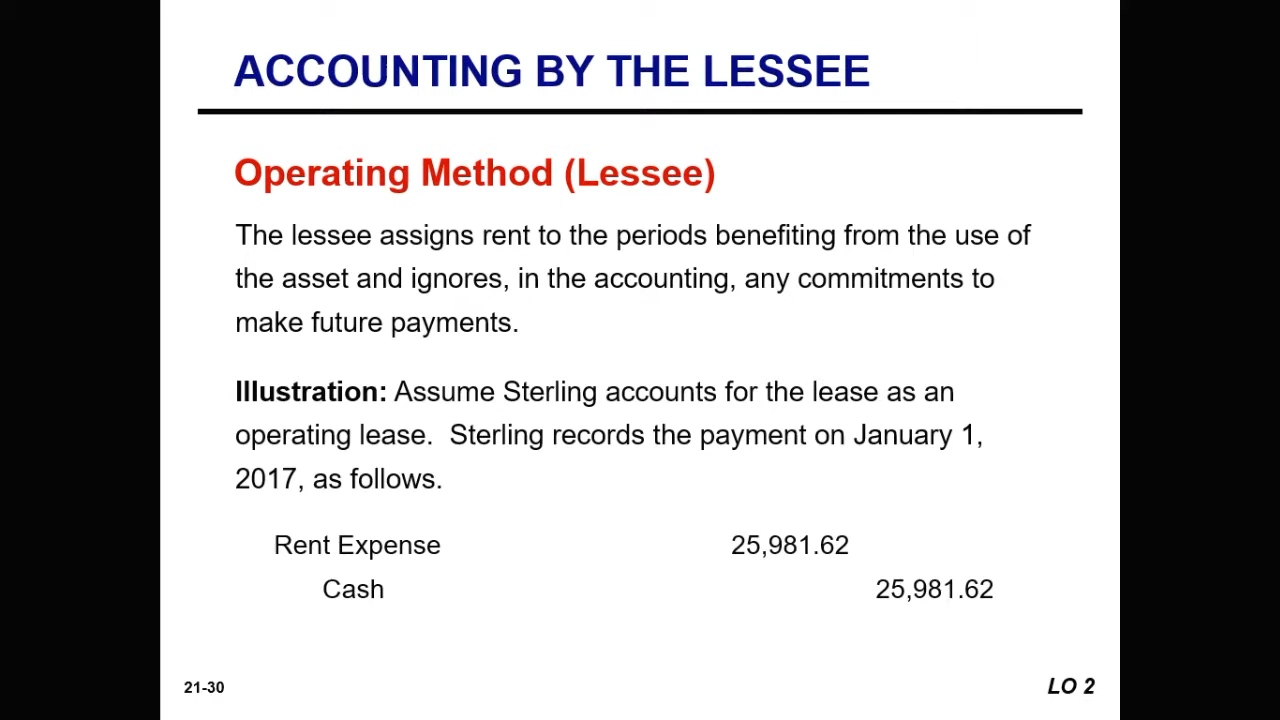 ACCOUNTING BY THE LESSEE
Operating Method (Lessee)
The lessee assigns rent to the periods benefiting from the use of
the asset and ignores, in the accounting, any commitments to
make future payments.
Illustration: Assume Sterling accounts for the lease as an
operating lease.  Sterling records the payment on January 1,
2017, as follows.
Rent Expense 25,981.62
Cash 25,981.62
21-30 LO 2